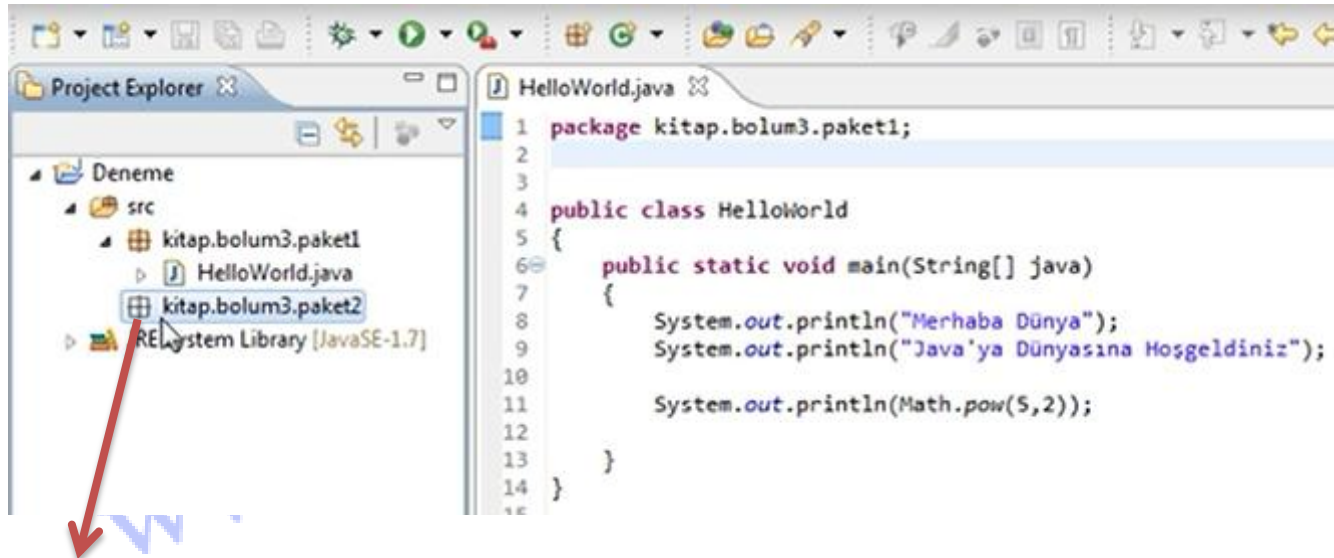 Project Explorer
HelloWorld.java
Deneme
src
kitap.bolum3.paket1
HelloWorld.java
kitap.bolum3.paket2
System Library [JavaSE-1.7]
1 package kitap.bolum3.paket1;
2
3
4 public class HelloWorld
5 {
6 public static void main(String[] java)
7 {
8 System.out.println("Merhaba Dünya");
9 System.out.println("Java'ya Dünyasına Hoşgeldiniz");
10
11 System.out.println(Math.pow(5,2));
12
13 }
14 }